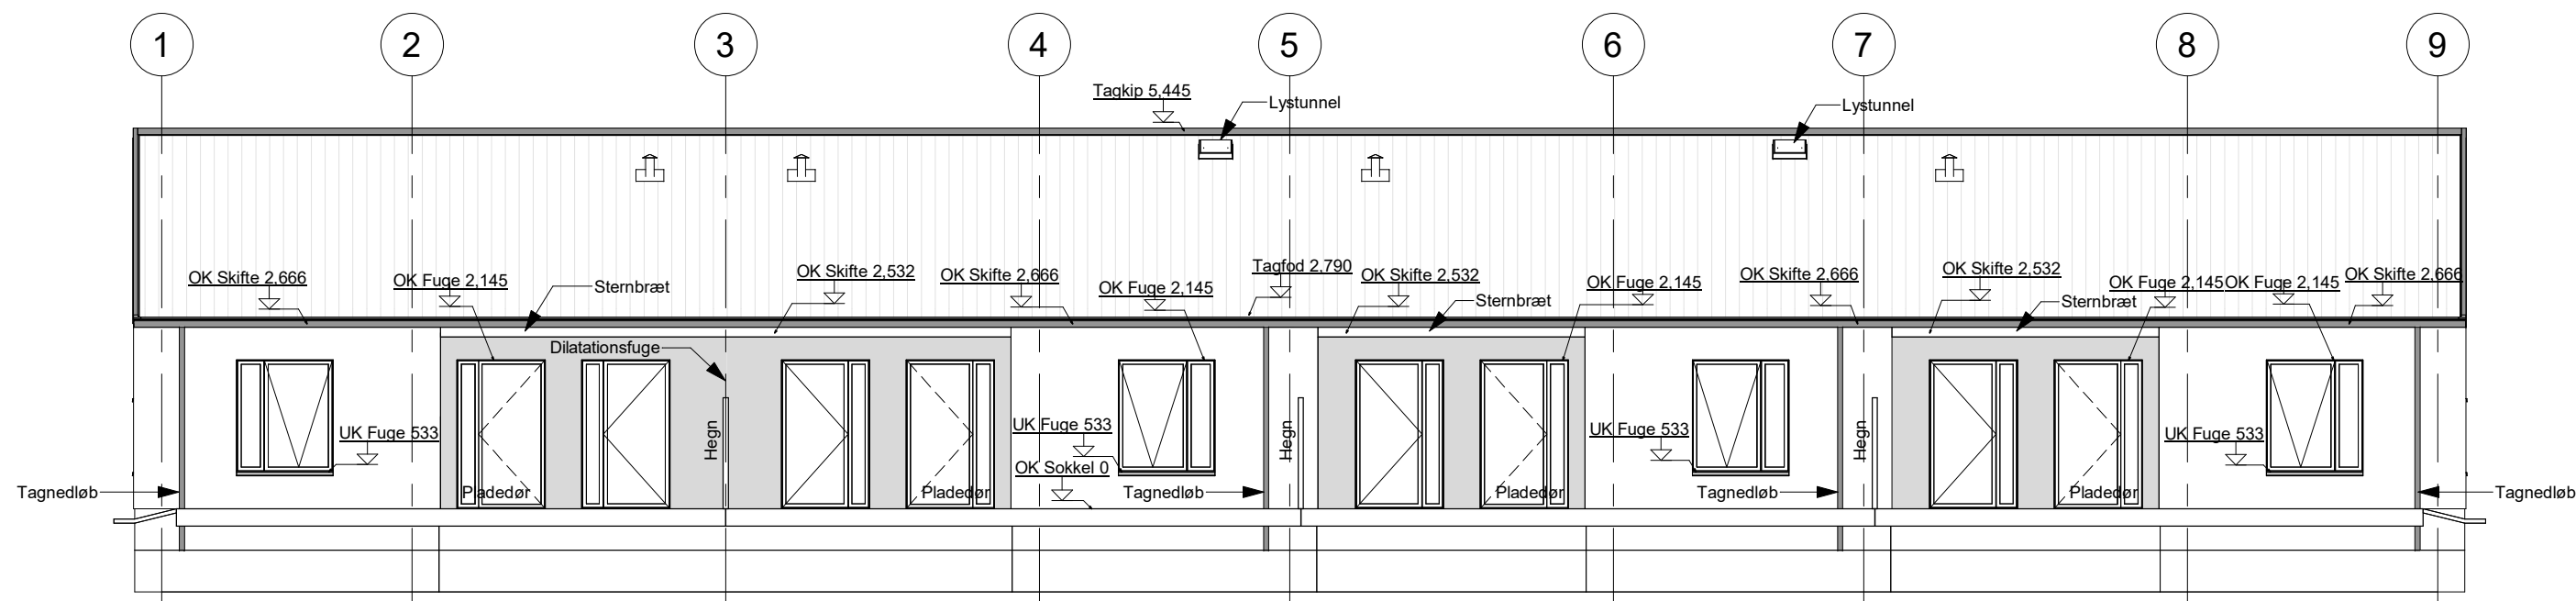 1 2 3 4 5 6 7 8 9
Tagkip 5,445
Lystunnel
Lystunnel
OK Skifte 2,666
OK Fuge 2,145
Sternbræt
OK Skifte 2,532
OK Skifte 2,666
OK Fuge 2,145
Tagfod 2,790
OK Skifte 2,532
Sternbræt
OK Fuge 2,145
OK Skifte 2,666
OK Skifte 2,532
Sternbræt
OK Fuge 2,145
OK Fuge 2,145
OK Skifte 2,666
Dilatationsfuge
UK Fuge 533
Hegn
UK Fuge 533
Hegn
UK Fuge 533
Hegn
UK Fuge 533
OK Sokkel 0
Tagnedløb
Pladedør
Pladedør
Tagnedløb
Pladedør
Tagnedløb
Pladedør
Tagnedløb